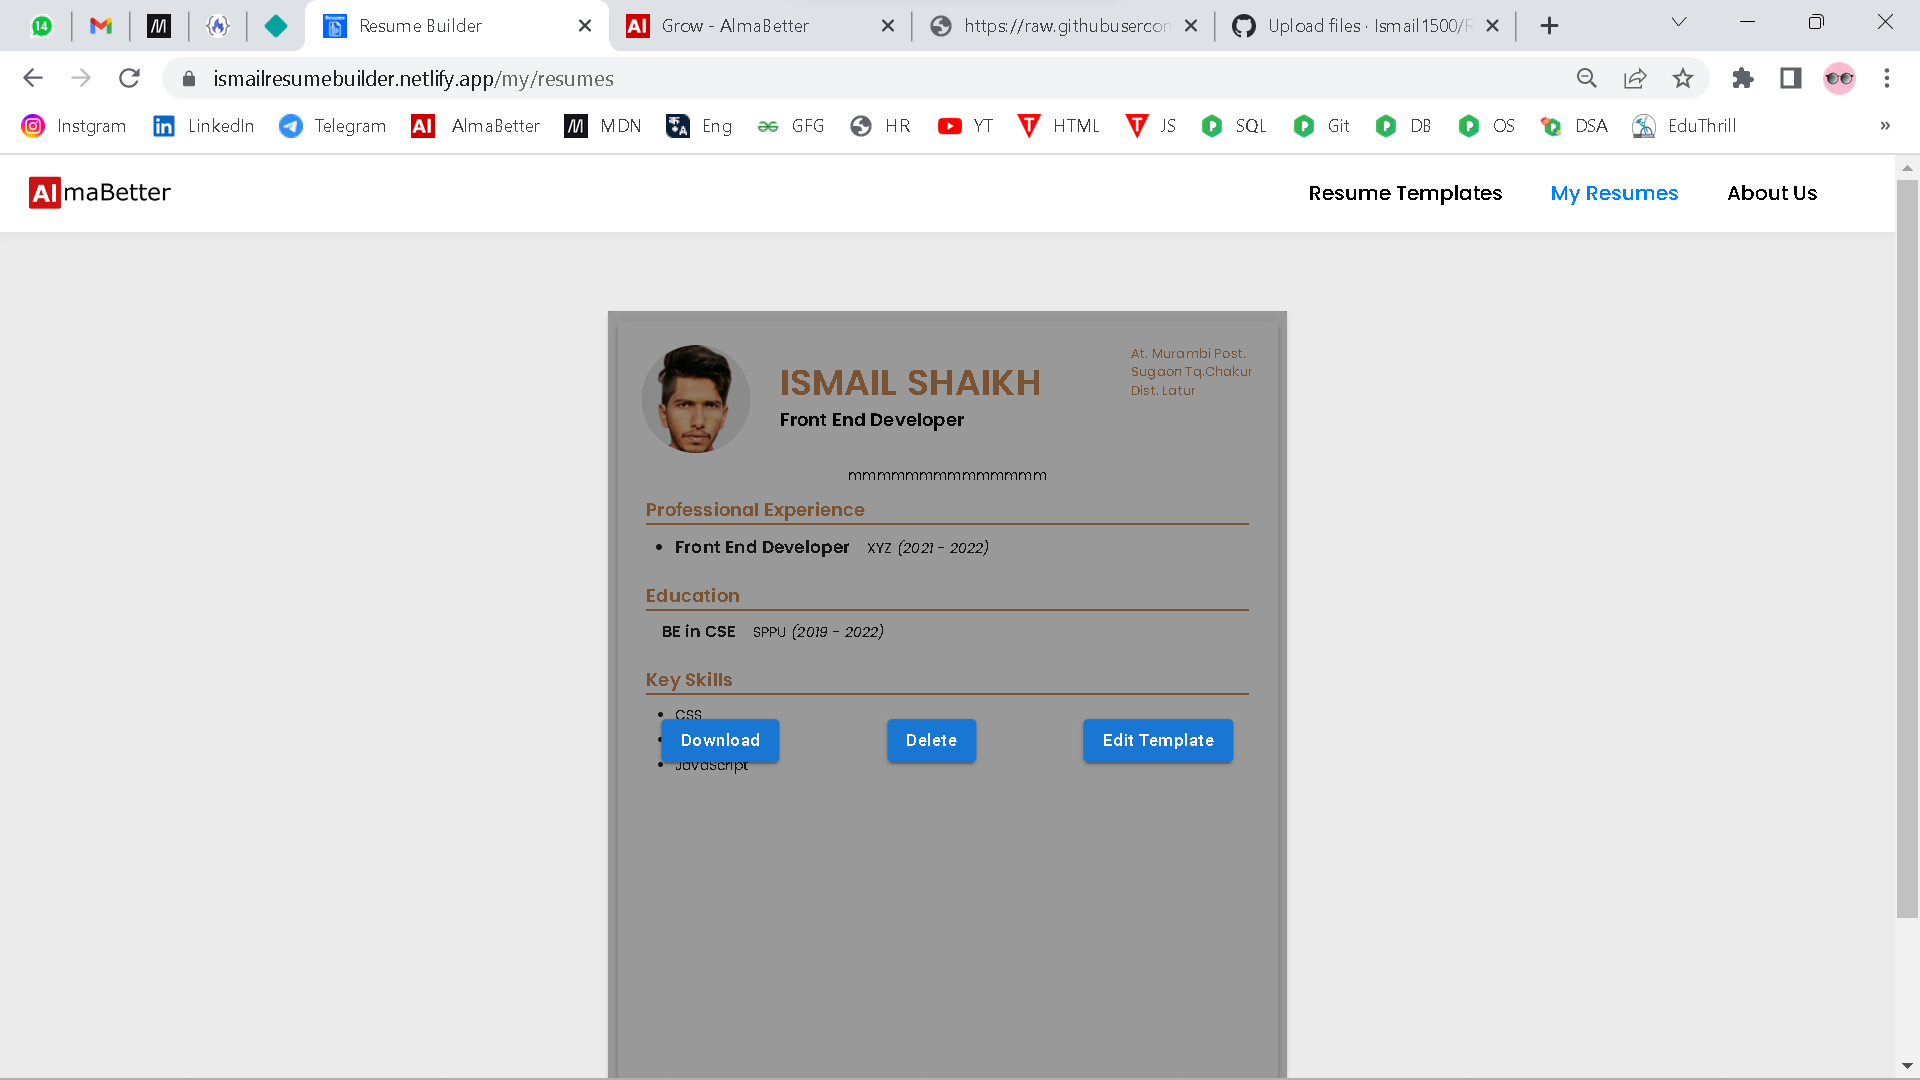 14
Resume Builder
Grow - AlmaBetter
https://raw.githubusercon
Upload files · Ismail1500/R
ismailresumebuilder.netlify.app/my/resumes
Instgram
LinkedIn
Telegram
AlmaBetter
MDN
Eng
GFG
HR
YT
HTML
JS
SQL
Git
DB
OS
DSA
EduThrill
»
AlmaBetter
Resume Templates
My Resumes
About Us
At. Murambi Post.
Sugaon Tq.Chakur
Dist. Latur
ISMAIL SHAIKH
Front End Developer
mmmmmmmmmmmmmm
Professional Experience
• Front End Developer XYZ (2021 - 2022)
Education
BE in CSE SPPU (2019 - 2022)
Key Skills
• CSS
Download
Delete
Edit Template
• Javascript